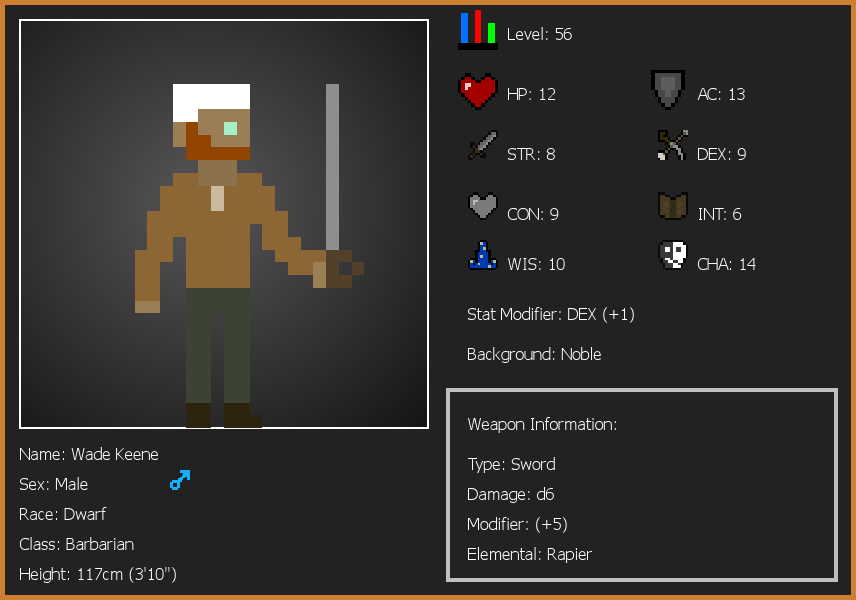 Level: 56
HP: 12
AC: 13
STR: 8
DEX: 9
CON: 9
INT: 6
WIS: 10
CHA: 14
Stat Modifier: DEX (+1)
Background: Noble
Weapon Information:
Type: Sword
Damage: d6
Modifier: (+5)
Elemental: Rapier
Name: Wade Keene
Sex: Male
Race: Dwarf
Class: Barbarian
Height: 117cm (3'10")